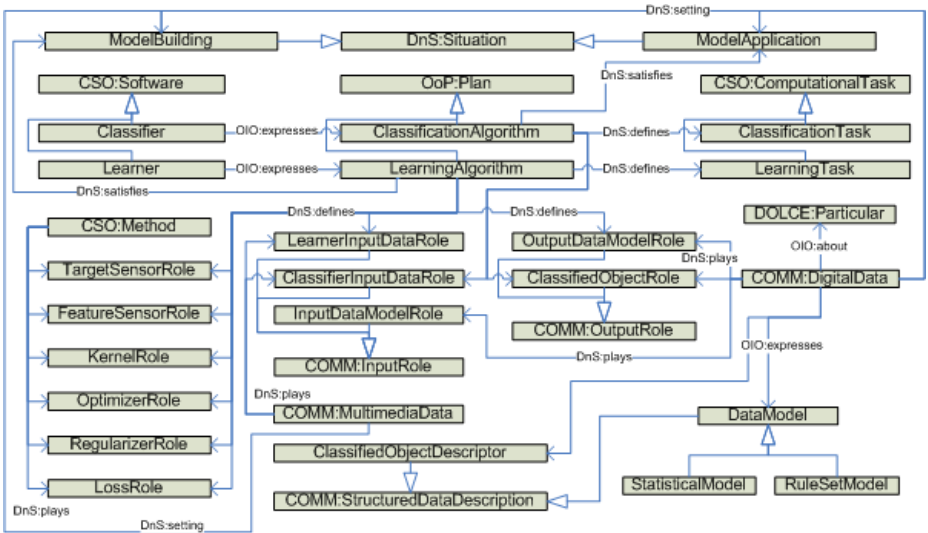 DnS:setting
ModelBuilding
DnS:Situation
ModelApplication
DnS:satisfies
CSO:Software
OoP:Plan
CSO:ComputationalTask
Classifier
OIO:expresses
ClassificationAlgorithm
DnS:defines
ClassificationTask
Learner
OIO:expresses
LearningAlgorithm
DnS:defines
LearningTask
DnS:satisfies
CSO:Method
DnS:defines
DnS:defines
DOLCE:Particular
LearnerInputDataRole
OutputDataModelRole
OIO:about
DnS:plays
TargetSensorRole
ClassifierInputDataRole
ClassifiedObjectRole
COMM:DigitalData
FeatureSensorRole
InputDataModelRole
COMM:OutputRole
OIO:expresses
KernelRole
COMM:InputRole
DnS:plays
DnS:plays
OptimizerRole
COMM:MultimediaData
DataModel
RegularizerRole
ClassifiedObjectDescriptor
LossRole
COMM:StructuredDataDescription
StatisticalModel
RuleSetModel
DnS:plays
DnS:setting